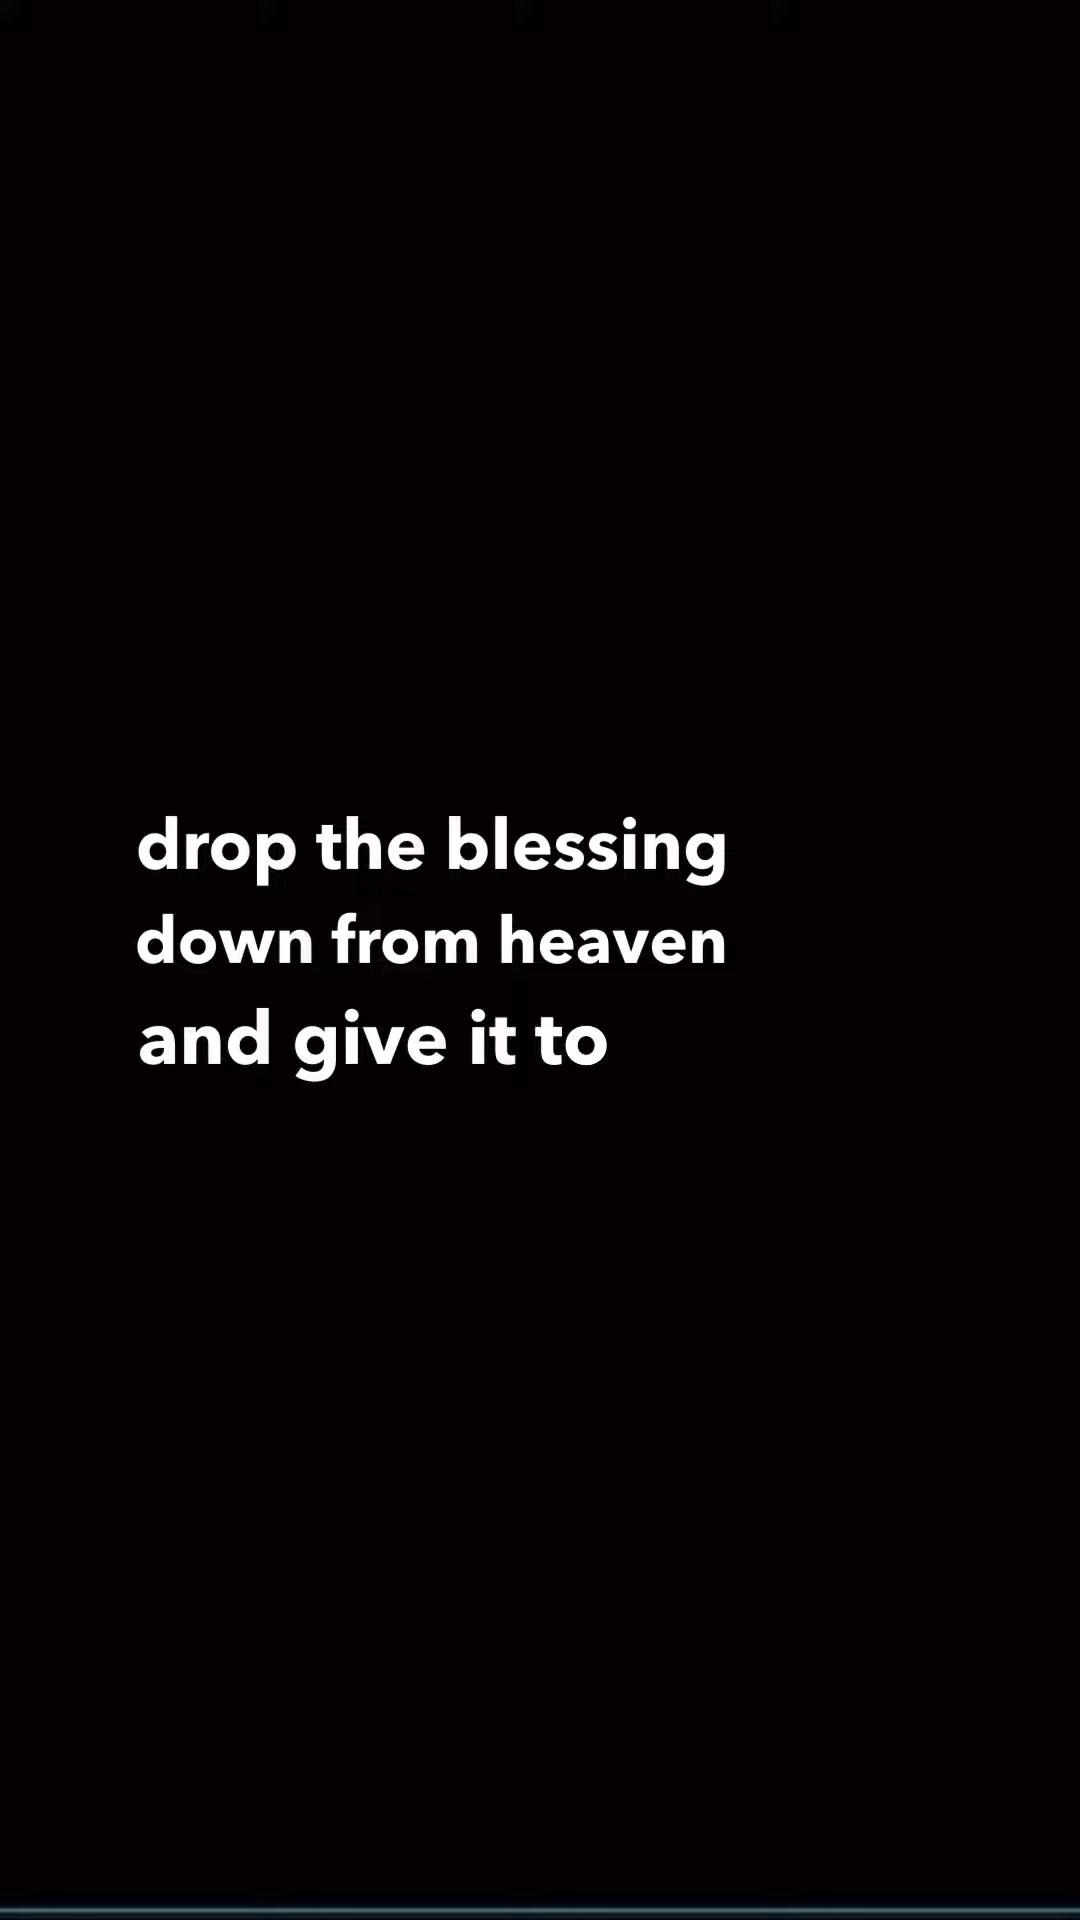 drop the blessing
down from heaven
and give it to